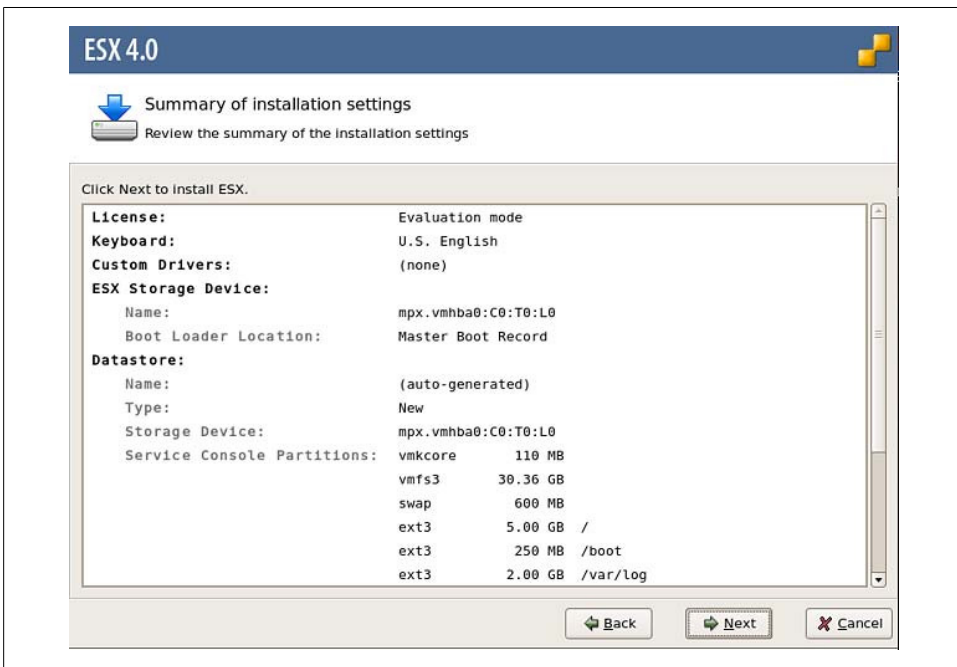 ESX 4.0
Summary of installation settings
Review the summary of the installation settings
Click Next to install ESX.
License: Evaluation mode
Keyboard: U.S. English
Custom Drivers: (none)
ESX Storage Device:
Name: mpx.vmhba0:C0:T0:L0
Boot Loader Location: Master Boot Record
Datastore:
Name: (auto-generated)
Type: New
Storage Device: mpx.vmhba0:C0:T0:L0
Service Console Partitions: vmkcore 110 MB
vmfs3 30.36 GB
swap 600 MB
ext3 5.00 GB /
ext3 250 MB /boot
ext3 2.00 GB /var/log
Back Next Cancel